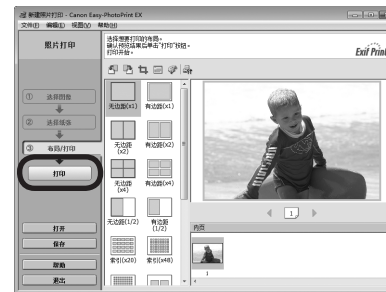 新建照片打印 - Canon Easy-PhotoPrint EX
文件(F) 编辑(E) 视图(V) 帮助(H)
照片打印
选择想要打印的布局。
确认预览结果后单击"打印"按钮。
打印开始。
Exif Print
① 选择图像
② 选择纸张
③ 布局/打印
打印
打开
保存
帮助
退出
无边距(x1) 有边距(x1)
无边距(x2) 有边距(x2)
无边距(x4) 有边距(x4)
无边距(1/2) 有边距(1/2)
索引(x20) 索引(x48)
1
内页
1